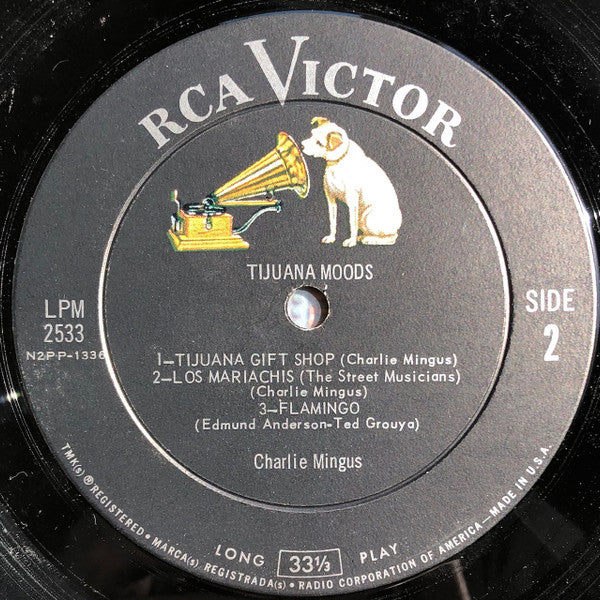 RCA VICTOR
TIJUANA MOODS
LPM
2533
N2PP-1336
SIDE
2
1—TIJUANA GIFT SHOP (Charlie Mingus)
2—LOS MARIACHIS (The Street Musicians)
(Charlie Mingus)
3—FLAMINGO
(Edmund Anderson-Ted Grouya)
Charlie Mingus
LONG 33⅓ PLAY
TMK(s) ® REGISTERED • MARCA(s) REGISTRADA(s) • RADIO CORPORATION OF AMERICA—MADE IN U.S.A.